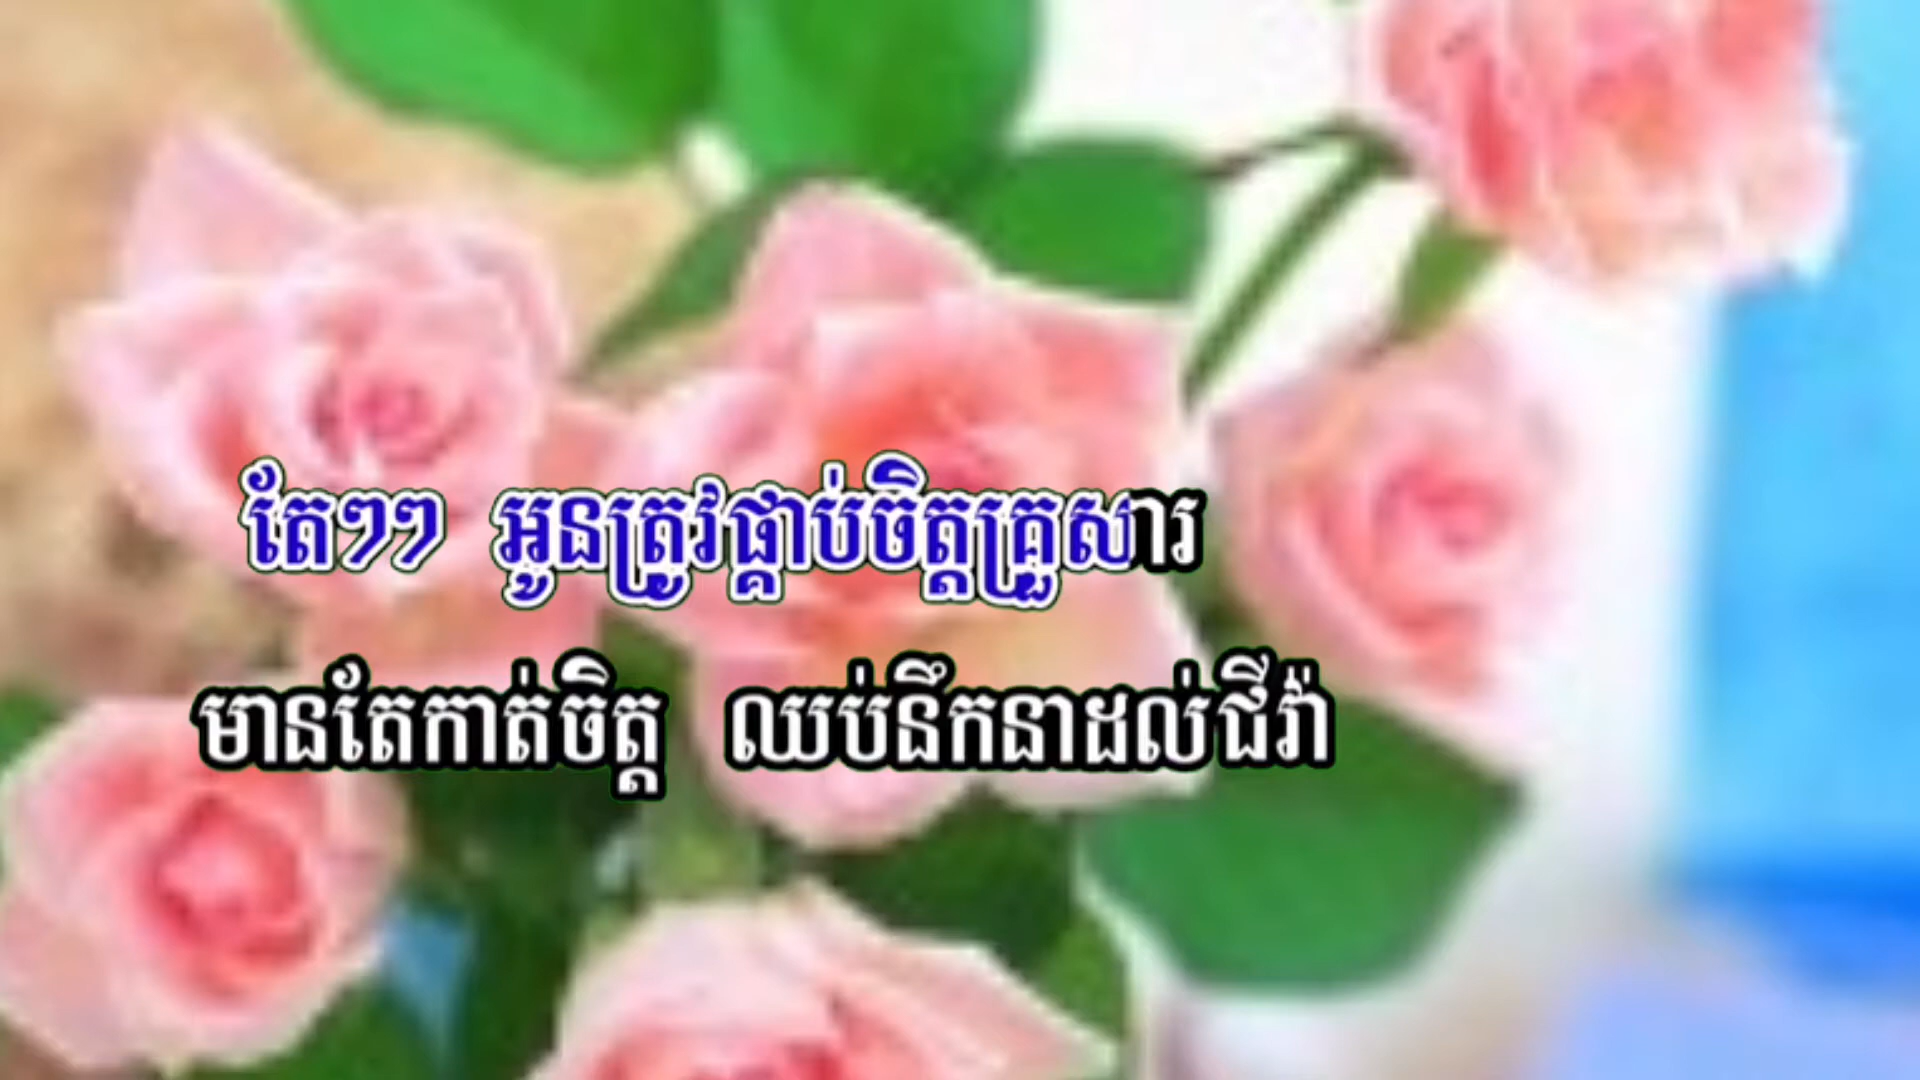 តែៗៗ អូនត្រូវផ្គាប់ចិត្តគ្រួសារ
មានតែកាត់ចិត្ត ឈប់នឹកនាដល់ជីវ៉ា